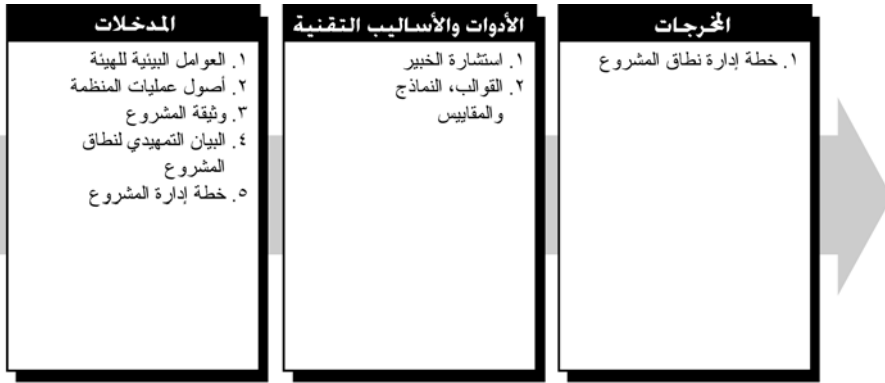 المدخلات
١. العوامل البيئية للهيئة
٢. أصول عمليات المنظمة
٣. وثيقة المشروع
٤. البيان التمهيدي لنطاق
المشروع
٥. خطة إدارة المشروع
الأدوات والأساليب التقنية
١. استشارة الخبير
٢. القوالب، النماذج
والمقاييس
المخرجات
١. خطة إدارة نطاق المشروع